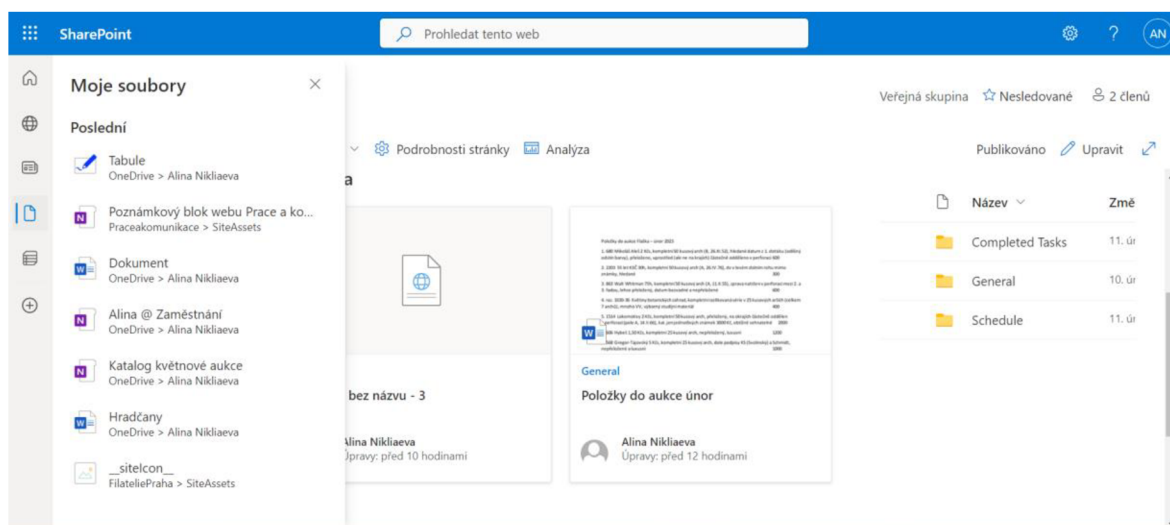 SharePoint
Prohledat tento web
AN
Moje soubory
Poslední
Tabule
OneDrive > Alina Nikliaeva
Poznámkový blok webu Prace a ko...
Praceakomunikace > SiteAssets
Dokument
OneDrive > Alina Nikliaeva
Alina @ Zaměstnání
OneDrive > Alina Nikliaeva
Katalog květnové aukce
OneDrive > Alina Nikliaeva
Hradčany
OneDrive > Alina Nikliaeva
__siteIcon__
FilateliePraha > SiteAssets
Veřejná skupina Nesledované 2 členů
Podrobnosti stránky Analýza
Publikováno Upravit
a
bez názvu - 3
Alina Nikliaeva
Úpravy: před 10 hodinami
General
Položky do aukce únor
Alina Nikliaeva
Úpravy: před 12 hodinami
Název Změ
Completed Tasks 11. úr
General 10. úr
Schedule 11. úr